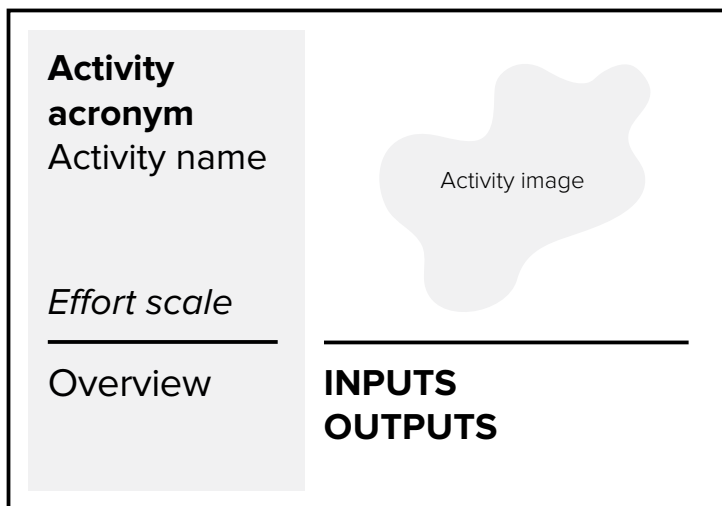 Activity
acronym
Activity name
Activity image
Effort scale
Overview
INPUTS
OUTPUTS